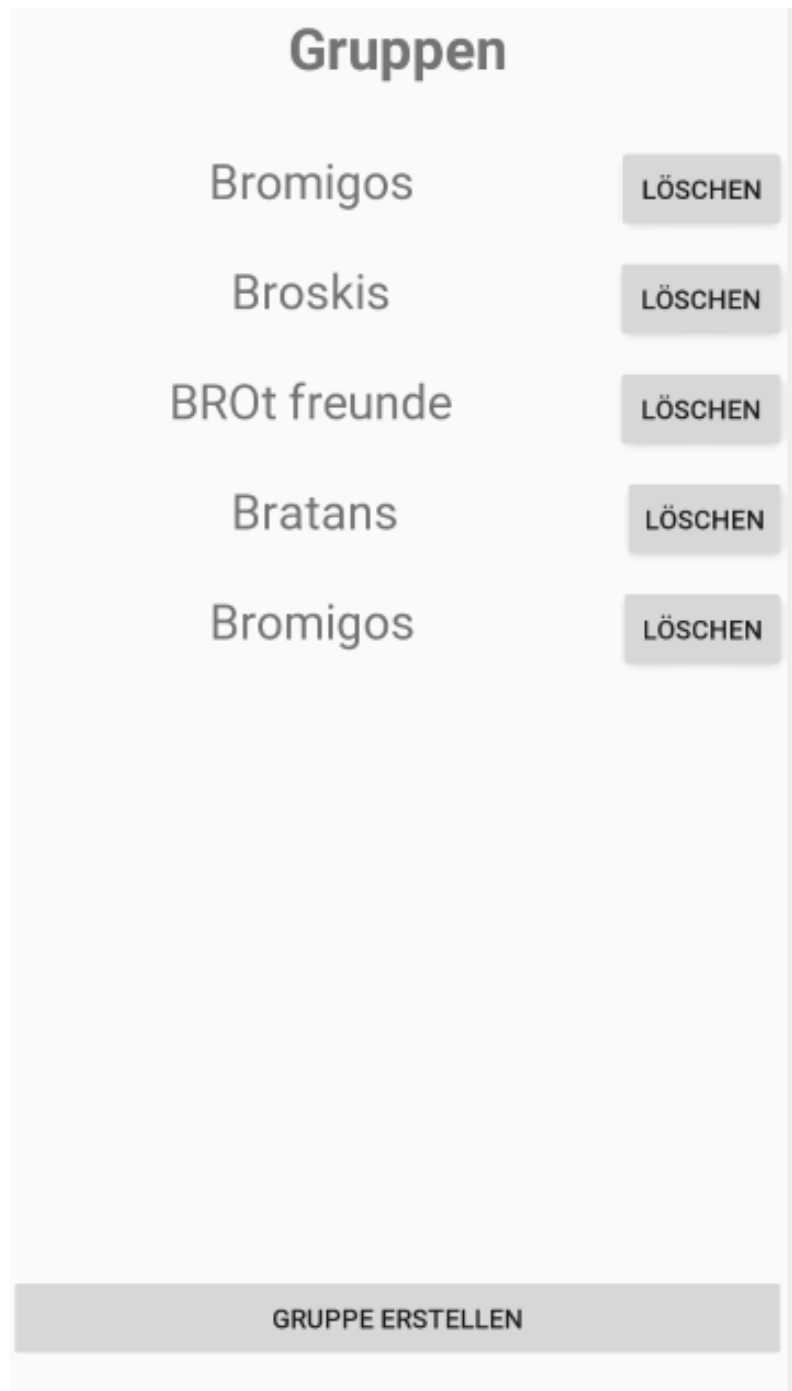 Gruppen
Bromigos LÖSCHEN
Broskis LÖSCHEN
BROt freunde LÖSCHEN
Bratans LÖSCHEN
Bromigos LÖSCHEN
GRUPPE ERSTELLEN